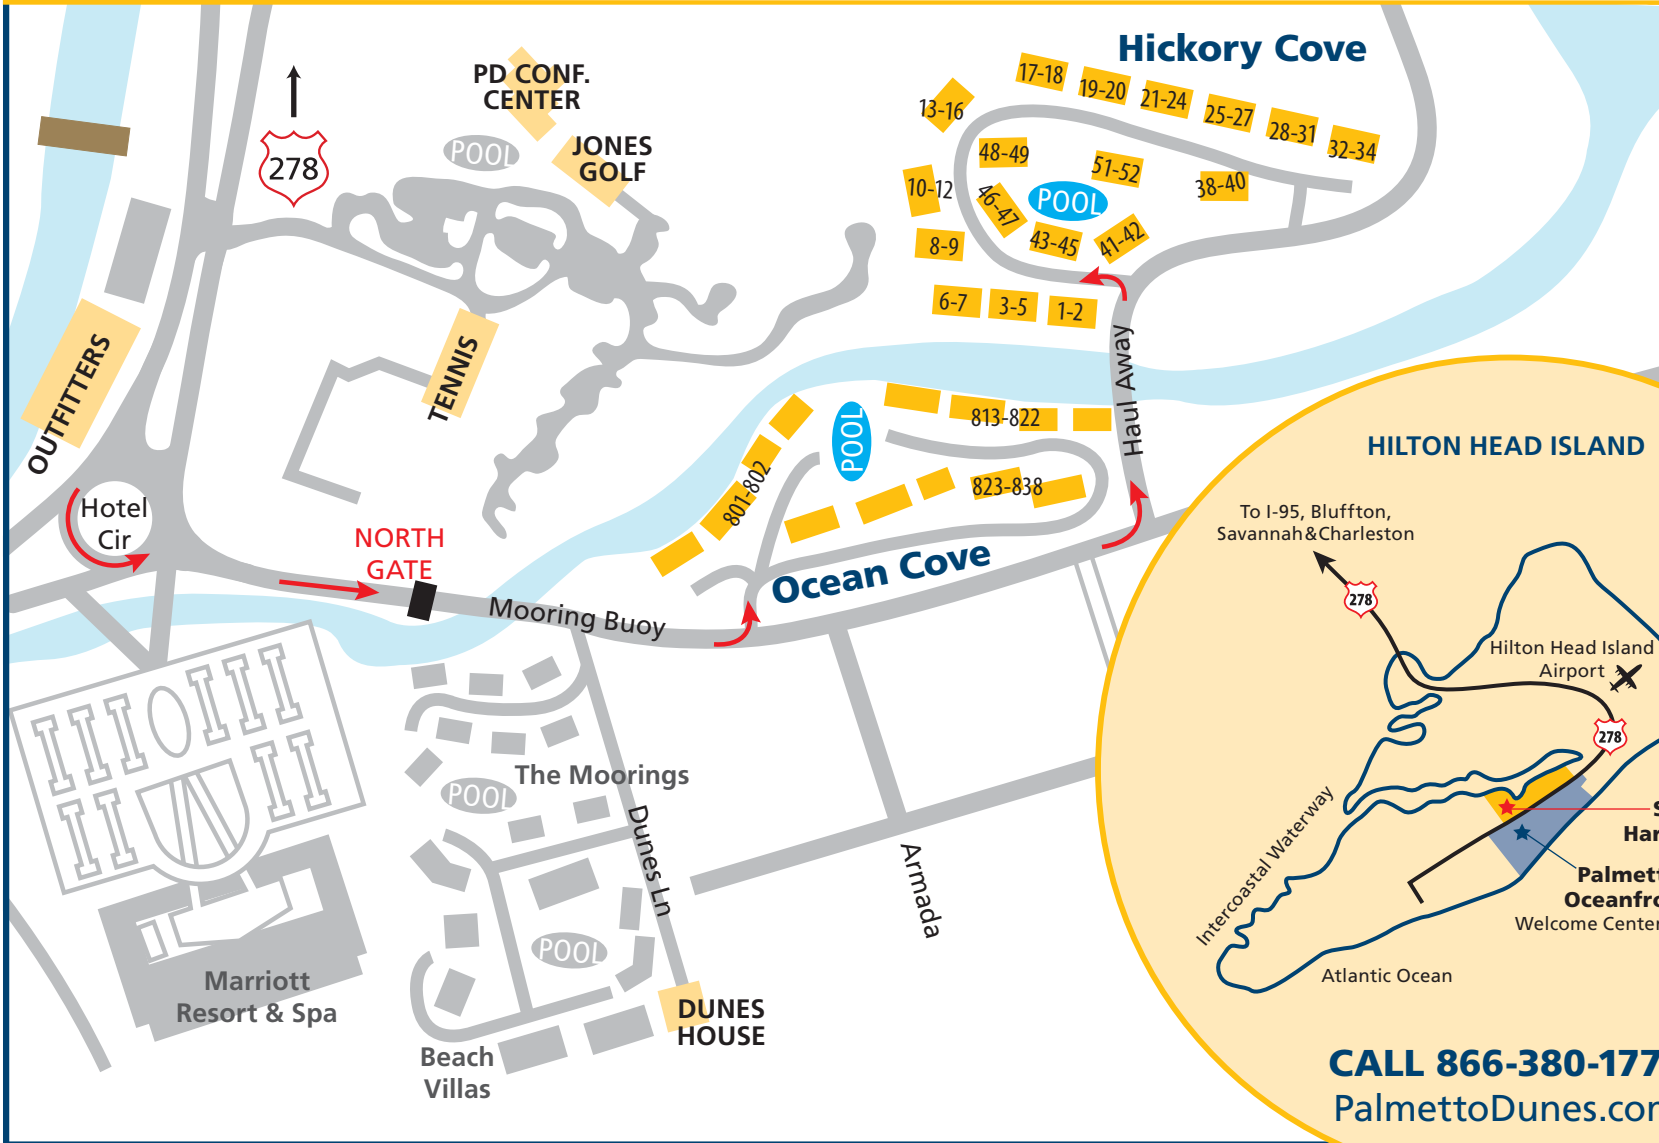 Hickory Cove
17-18
19-20
21-24
25-27
28-31
32-34
13-16
48-49
51-52
38-40
10-12
46-47
POOL
43-45
41-42
8-9
6-7
3-5
1-2
PD CONF.
CENTER
POOL
JONES
GOLF
278
OUTFITTERS
TENNIS
Hotel
Cir
NORTH
GATE
Mooring Buoy
Haul Away
POOL
813-822
801-802
823-838
Ocean Cove
The Moorings
POOL
Dunes Ln
Armada
POOL
Marriott
Resort & Spa
DUNES
HOUSE
Beach
Villas
HILTON HEAD ISLAND
To I-95, Bluffton,
Savannah&Charleston
278
Hilton Head Island
Airport
278
Intercoastal Waterway
S
Har
Palmett
Oceanfro
Welcome Center
Atlantic Ocean
CALL 866-380-177
PalmettoDunes.co